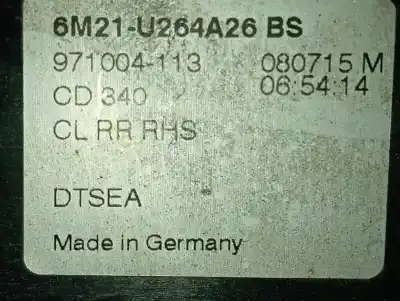 6M21-U264A26 BS
971004-113 080715 M
CD 340 06:54:14
CL RR RHS
DTSEA
Made in Germany